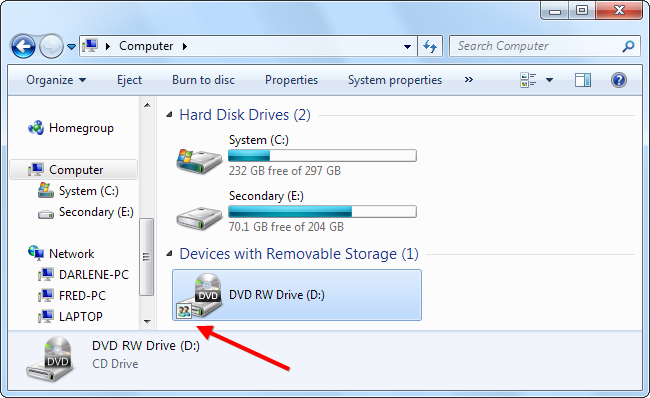 Computer
Search Computer
Organize Eject Burn to disc Properties System properties »
Homegroup
Computer
System (C:)
Secondary (E:)
Network
DARLENE-PC
FRED-PC
LAPTOP
Hard Disk Drives (2)
System (C:)
232 GB free of 297 GB
Secondary (E:)
70.1 GB free of 204 GB
Devices with Removable Storage (1)
DVD
DVD RW Drive (D:)
DVD
DVD RW Drive (D:)
CD Drive